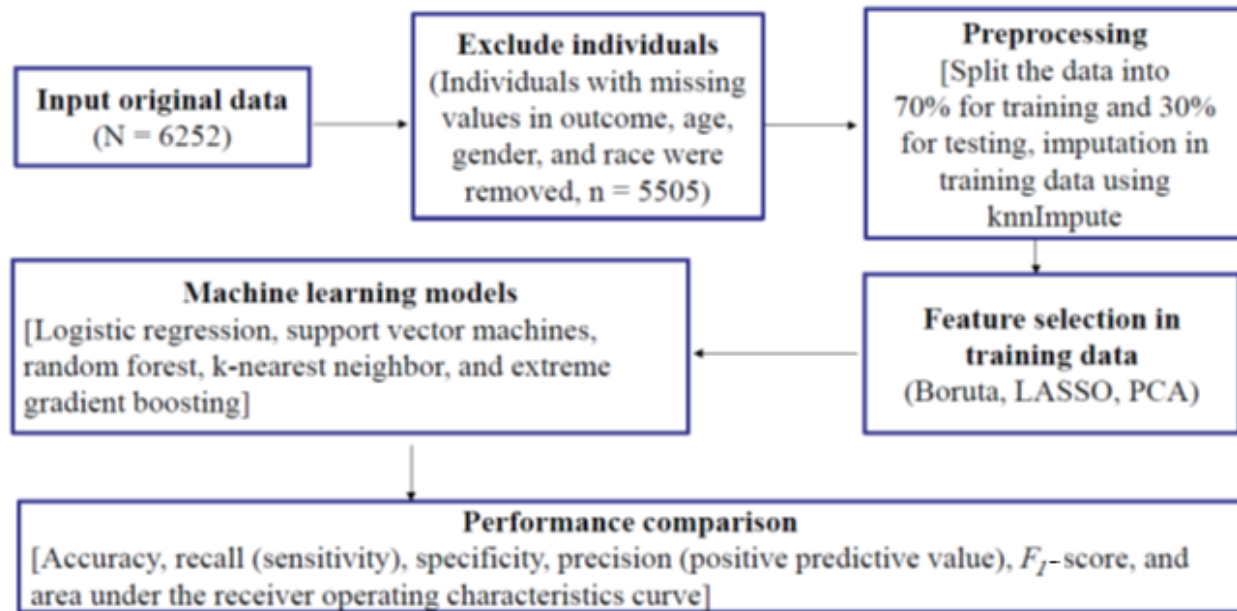 Input original data
(N = 6252)
Exclude individuals
(Individuals with missing
values in outcome, age,
gender, and race were
removed, n = 5505)
Preprocessing
[Split the data into
70% for training and 30%
for testing, imputation in
training data using
knnImpute
Feature selection in
training data
(Boruta, LASSO, PCA)
Machine learning models
[Logistic regression, support vector machines,
random forest, k-nearest neighbor, and extreme
gradient boosting]
Performance comparison
[Accuracy, recall (sensitivity), specificity, precision (positive predictive value), F1-score, and
area under the receiver operating characteristics curve]